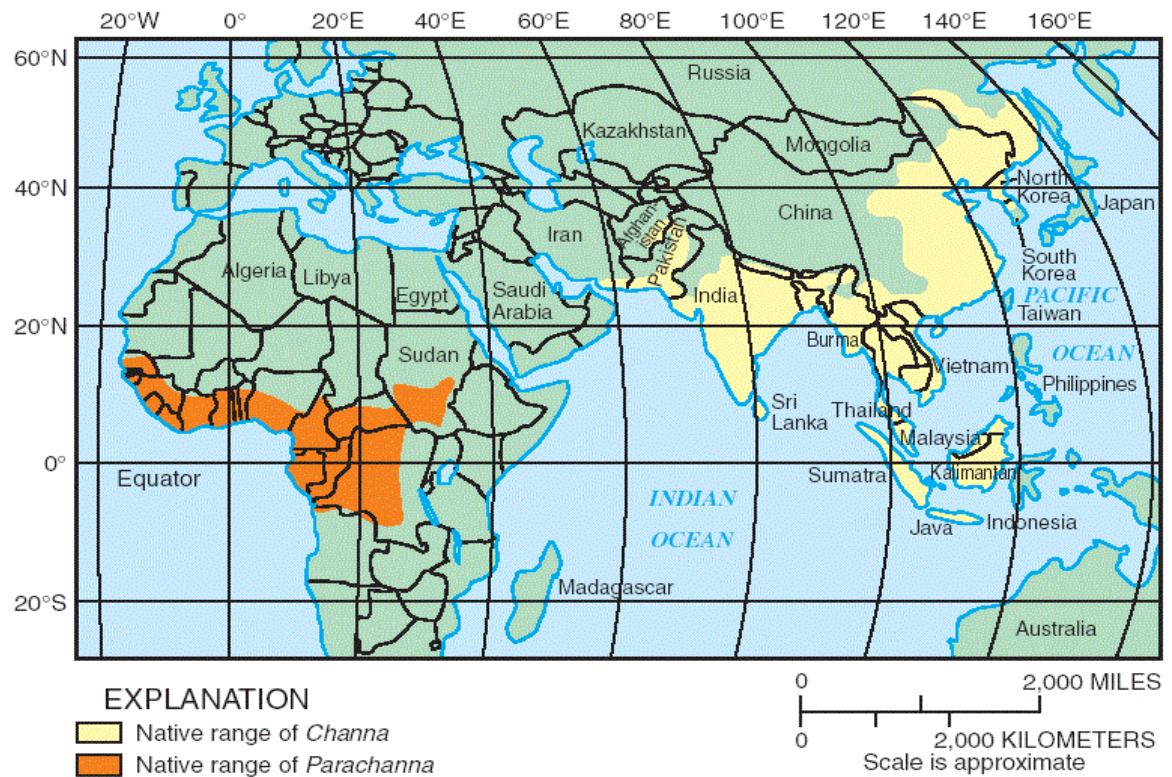 20°W 0° 20°E 40°E 60°E 80°E 100°E 120°E 140°E 160°E
60°N
40°N
20°N
0°
20°S
Russia
Kazakhstan
Mongolia
North
Korea
Japan
China
Afghan-
istan
Pakistan
Iran
Algeria
Libya
Egypt
Saudi
Arabia
India
South
Korea
PACIFIC
Taiwan
OCEAN
Sudan
Burma
Vietnam
Philippines
Sri
Lanka
Thailand
Malaysia
Kalimantan
Sumatra
Equator
INDIAN
OCEAN
Java
Indonesia
Madagascar
Australia
EXPLANATION
Native range of Channa
Native range of Parachanna
0 2,000 MILES
0 2,000 KILOMETERS
Scale is approximate